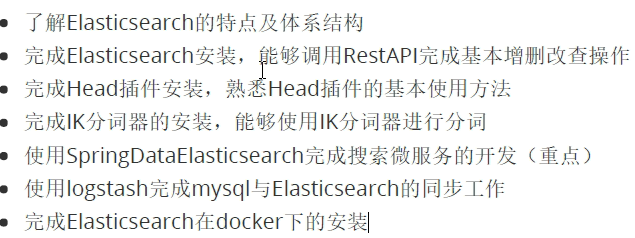 了解Elasticsearch的特点及体系结构
完成Elasticsearch安装，能够调用RestAPI完成基本增删改查操作
完成Head插件安装，熟悉Head插件的基本使用方法
完成IK分词器的安装，能够使用IK分词器进行分词
使用SpringDataElasticsearch完成搜索微服务的开发（重点）
使用logstash完成mysql与Elasticsearch的同步工作
完成Elasticsearch在docker下的安装